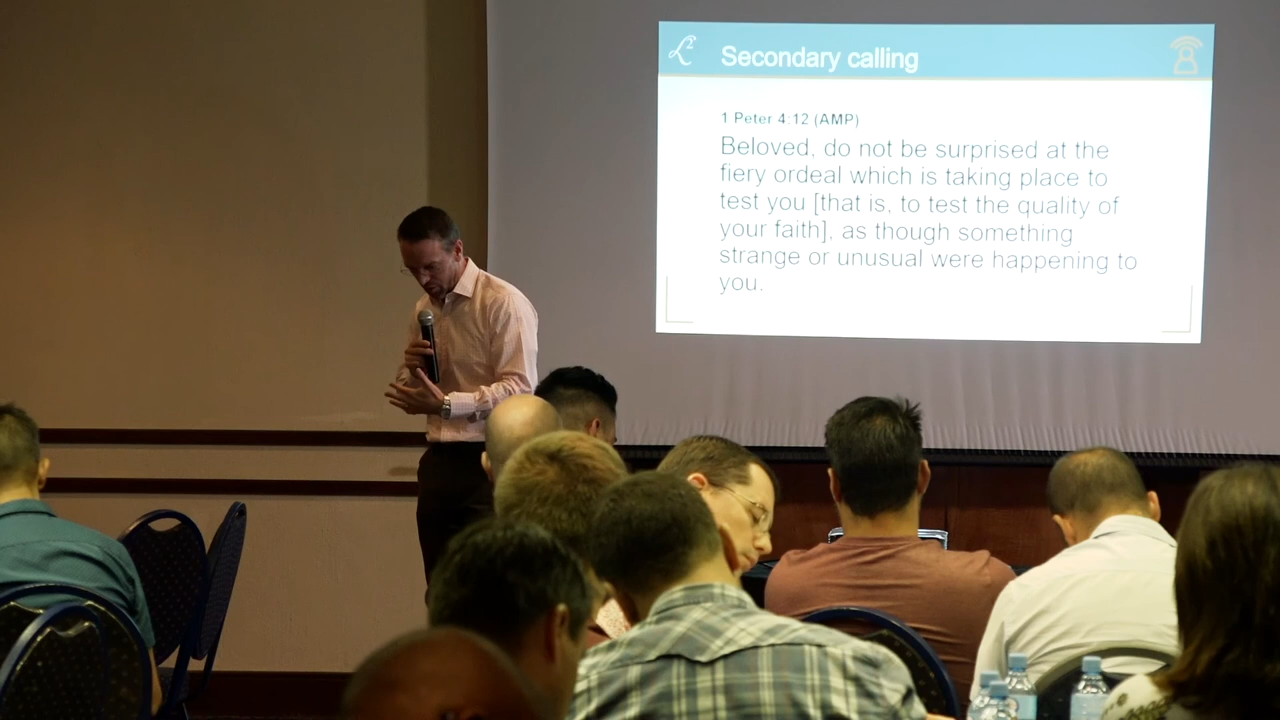 L²
Secondary calling
1 Peter 4:12 (AMP)
Beloved, do not be surprised at the
fiery ordeal which is taking place to
test you [that is, to test the quality of
your faith], as though something
strange or unusual were happening to
you.